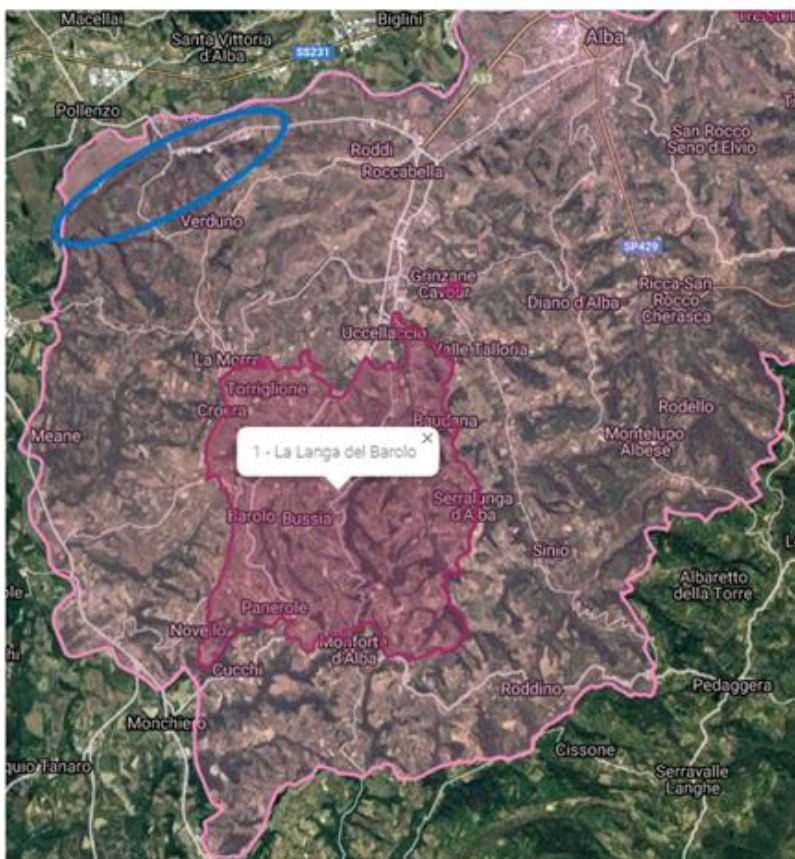 Macellai
Biglini
Santa Vittoria
d'Alba
SS231
Alba
A33
Pollenzo
San Rocco
Seno d'Elvio
Roddi
Roccabella
Verduno
SP429
Grinzane
Cavour
Diano d'Alba
Ricca-San
Rocco
Cherasca
Uccellaccio
Valle Talloria
La Morra
Torriglione
Rodello
Meane
Baudana
Montelupo
Albese
1 - La Langa del Barolo
×
Barolo
Bussia
Serralunga
d'Alba
Sinio
Albaretto
della Torre
Panerole
Novello
Cucchi
d'Alba
Roddino
Pedaggera
Monchiero
Cissone
quio Tanaro
Serravalle
Langhe